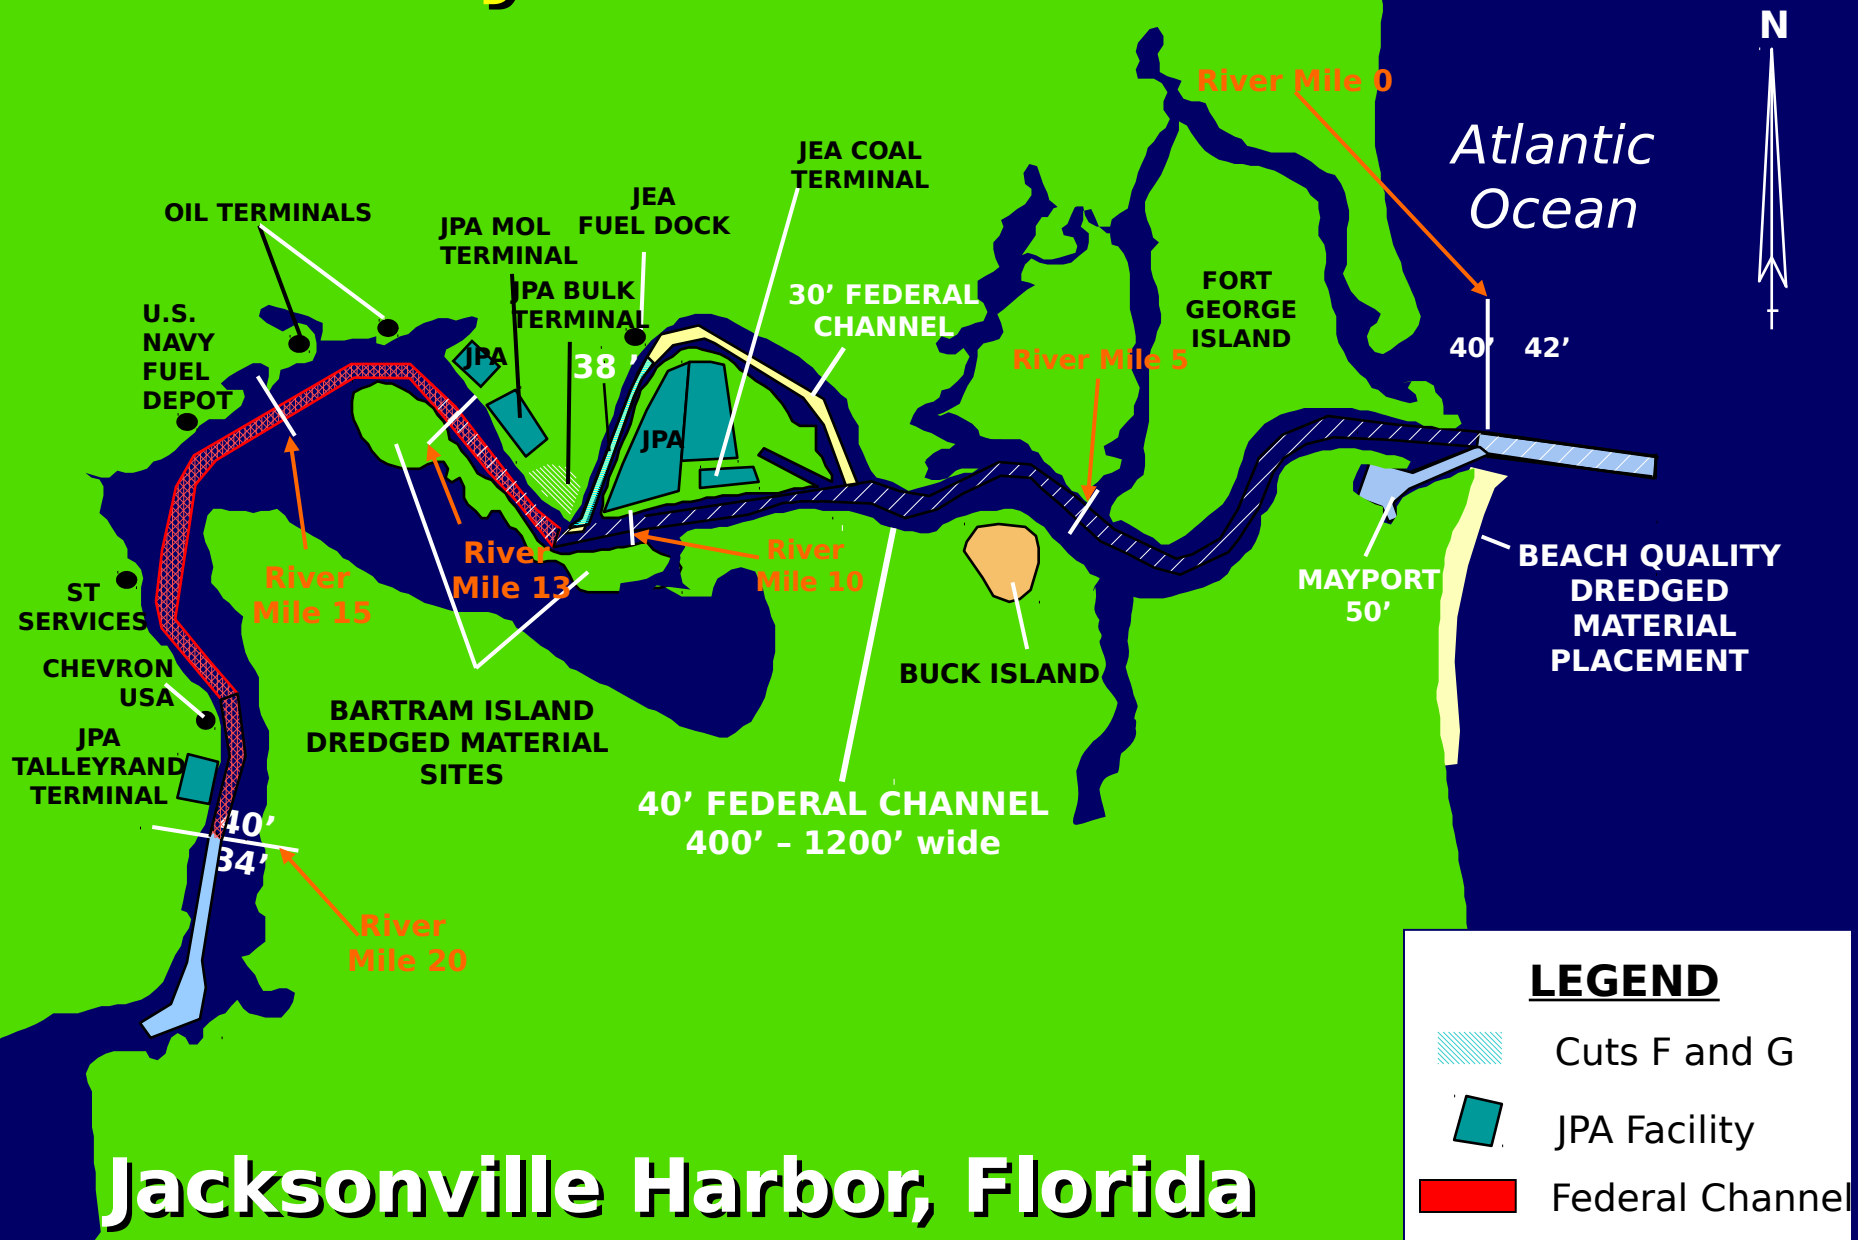 N
River Mile 0
Atlantic
Ocean
JEA COAL
TERMINAL
JEA
FUEL DOCK
OIL TERMINALS
JPA MOL
TERMINAL
JPA BULK
TERMINAL
30’ FEDERAL
CHANNEL
FORT
GEORGE
ISLAND
U.S.
NAVY
FUEL
DEPOT
JPA
38 ’
River Mile 5
40’ 42’
JPA
River
Mile 15
River
Mile 13
River
Mile 10
MAYPORT
50’
BEACH QUALITY
DREDGED
MATERIAL
PLACEMENT
ST
SERVICES
CHEVRON
USA
BUCK ISLAND
BARTRAM ISLAND
DREDGED MATERIAL
SITES
JPA
TALLEYRAND
TERMINAL
40’
34’
40’ FEDERAL CHANNEL
400’ – 1200’ wide
River
Mile 20
LEGEND
Cuts F and G
JPA Facility
Federal Channel
Jacksonville Harbor, Florida